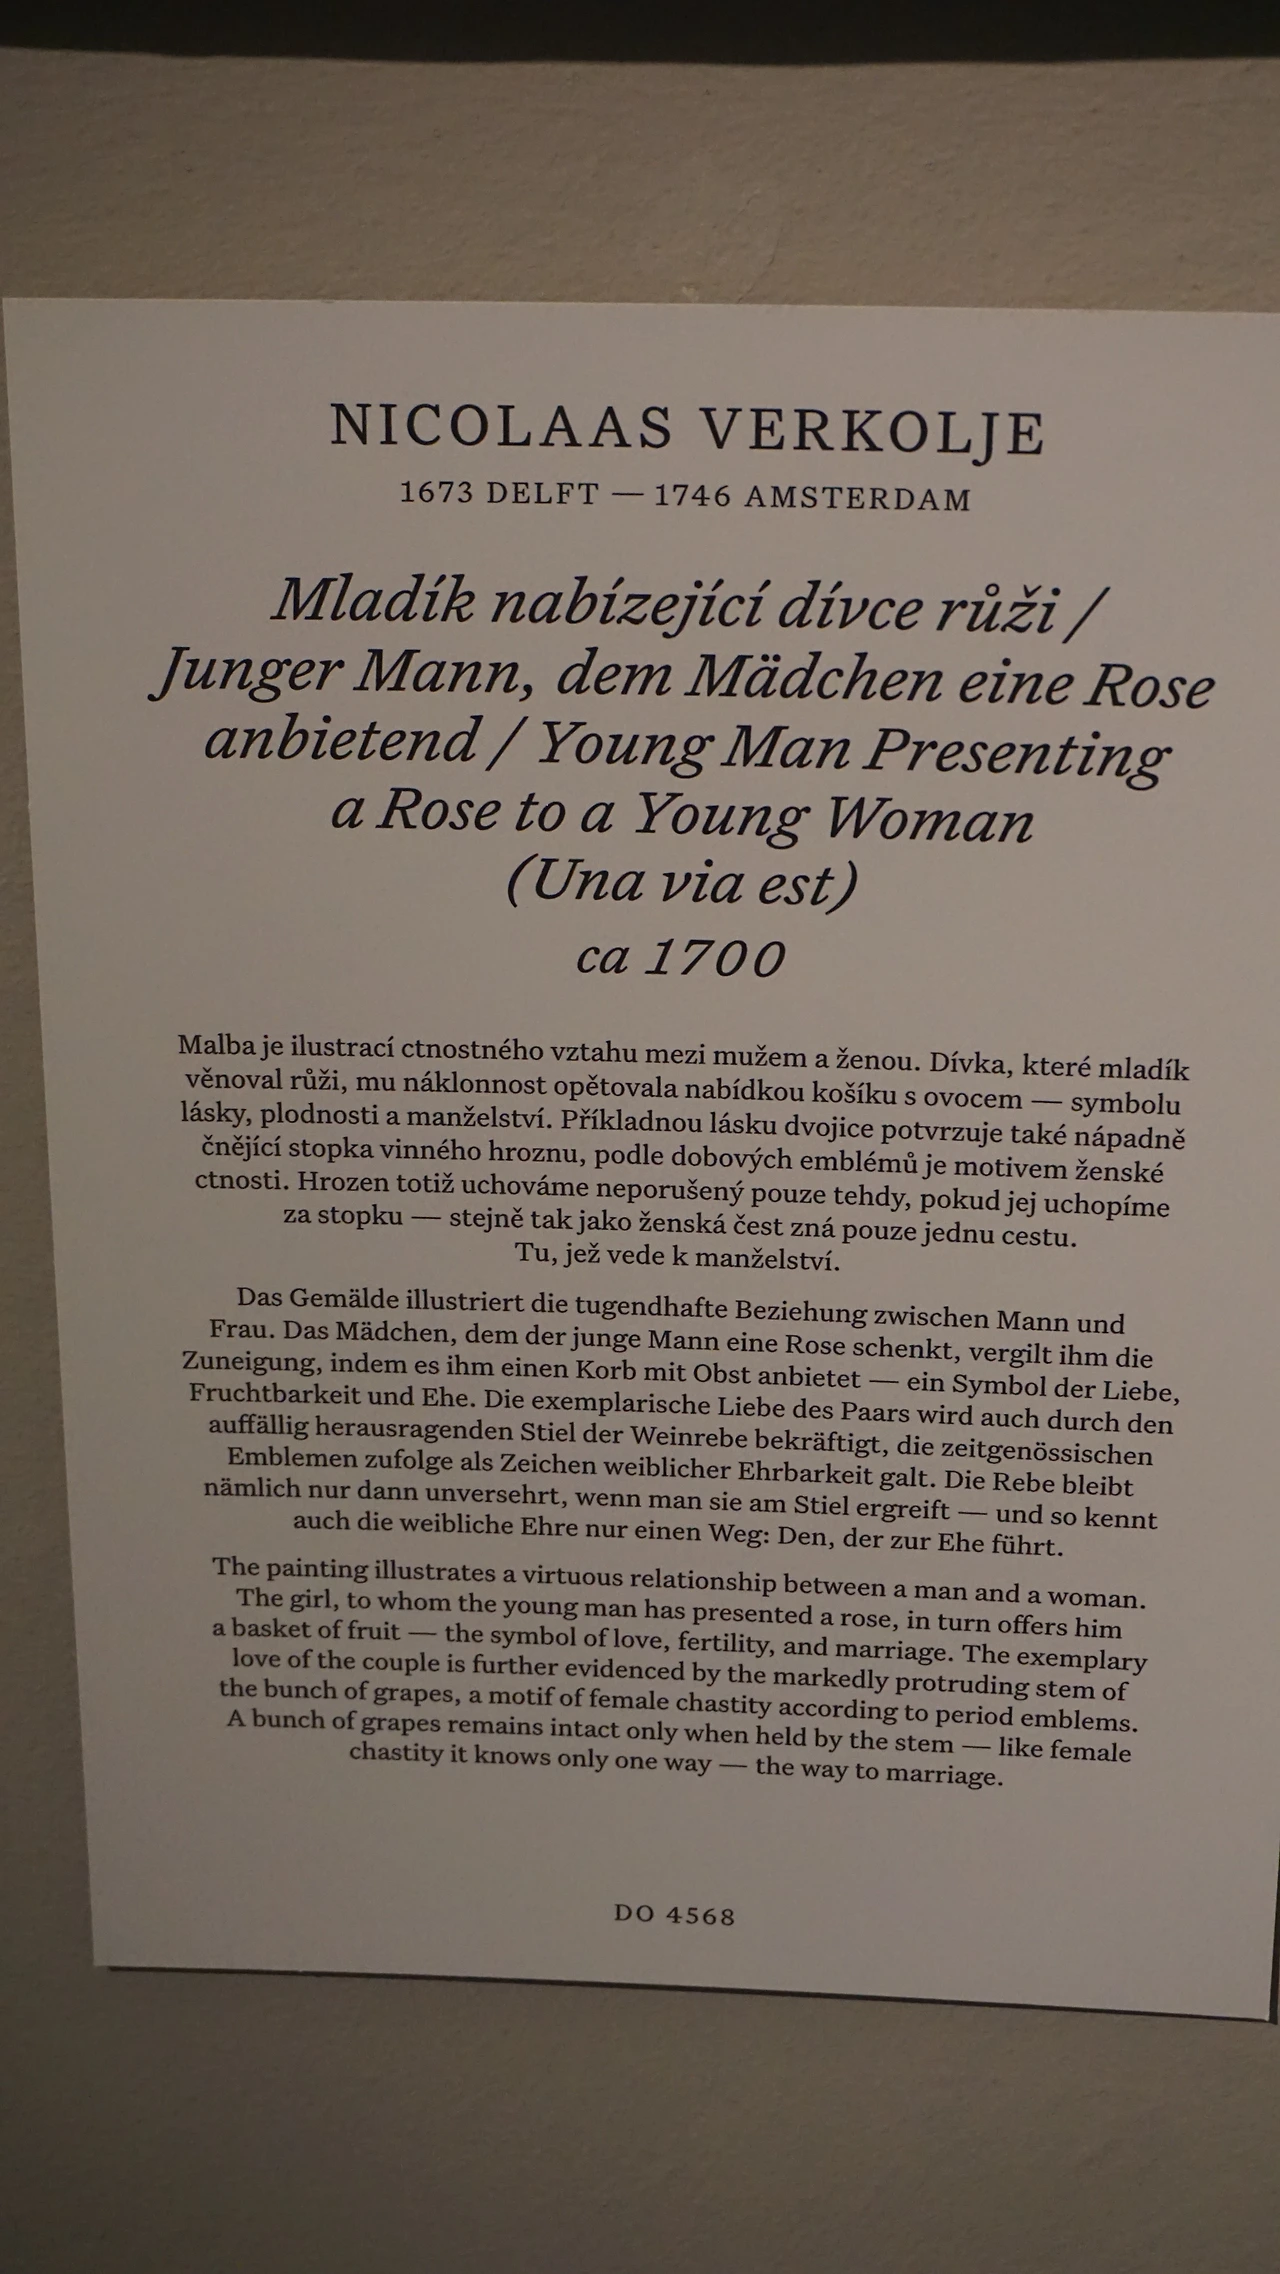 NICOLAAS VERKOLJE
1673 DELFT — 1746 AMSTERDAM
Mladík nabízející dívce růži /
Junger Mann, dem Mädchen eine Rose
anbietend / Young Man Presenting
a Rose to a Young Woman
(Una via est)
ca 1700
Malba je ilustrací ctnostného vztahu mezi mužem a ženou. Dívka, které mladík
věnoval růži, mu náklonnost opětovala nabídkou košíku s ovocem — symbolu
lásky, plodnosti a manželství. Příkladnou lásku dvojice potvrzuje také nápadně
čnějící stopka vinného hroznu, podle dobových emblémů je motivem ženské
ctnosti. Hrozen totiž uchováme neporušený pouze tehdy, pokud jej uchopíme
za stopku — stejně tak jako ženská čest zná pouze jednu cestu.
Tu, jež vede k manželství.
Das Gemälde illustriert die tugendhafte Beziehung zwischen Mann und
Frau. Das Mädchen, dem der junge Mann eine Rose schenkt, vergilt ihm die
Zuneigung, indem es ihm einen Korb mit Obst anbietet — ein Symbol der Liebe,
Fruchtbarkeit und Ehe. Die exemplarische Liebe des Paars wird auch durch den
auffällig herausragenden Stiel der Weinrebe bekräftigt, die zeitgenössischen
Emblemen zufolge als Zeichen weiblicher Ehrbarkeit galt. Die Rebe bleibt
nämlich nur dann unversehrt, wenn man sie am Stiel ergreift — und so kennt
auch die weibliche Ehre nur einen Weg: Den, der zur Ehe führt.
The painting illustrates a virtuous relationship between a man and a woman.
The girl, to whom the young man has presented a rose, in turn offers him
a basket of fruit — the symbol of love, fertility, and marriage. The exemplary
love of the couple is further evidenced by the markedly protruding stem of
the bunch of grapes, a motif of female chastity according to period emblems.
A bunch of grapes remains intact only when held by the stem — like female
chastity it knows only one way — the way to marriage.
DO 4568